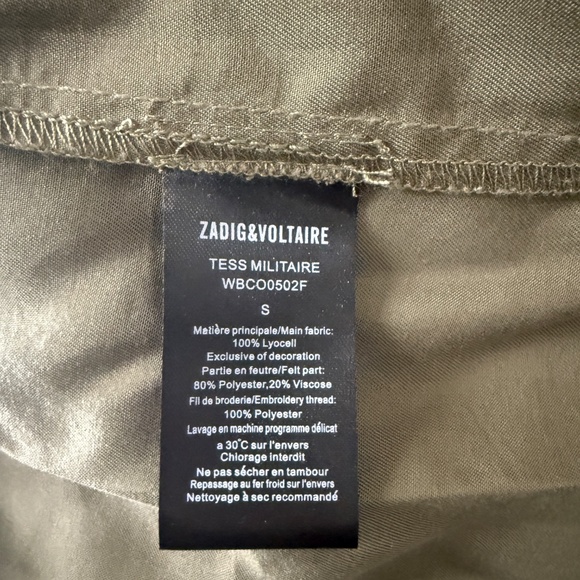 ZADIG&VOLTAIRE
TESS MILITAIRE
WBCO0502F
S
Matière principale/Main fabric:
100% Lyocell
Exclusive of decoration
Partie en feutre/Felt part:
80% Polyester,20% Viscose
Fil de broderie/Embroidery thread:
100% Polyester
Lavage en machine programme délicat
a 30°C sur l'envers
Chlorage interdit
Ne pas sécher en tambour
Repassage au fer froid sur l'envers
Nettoyage à sec recommandé